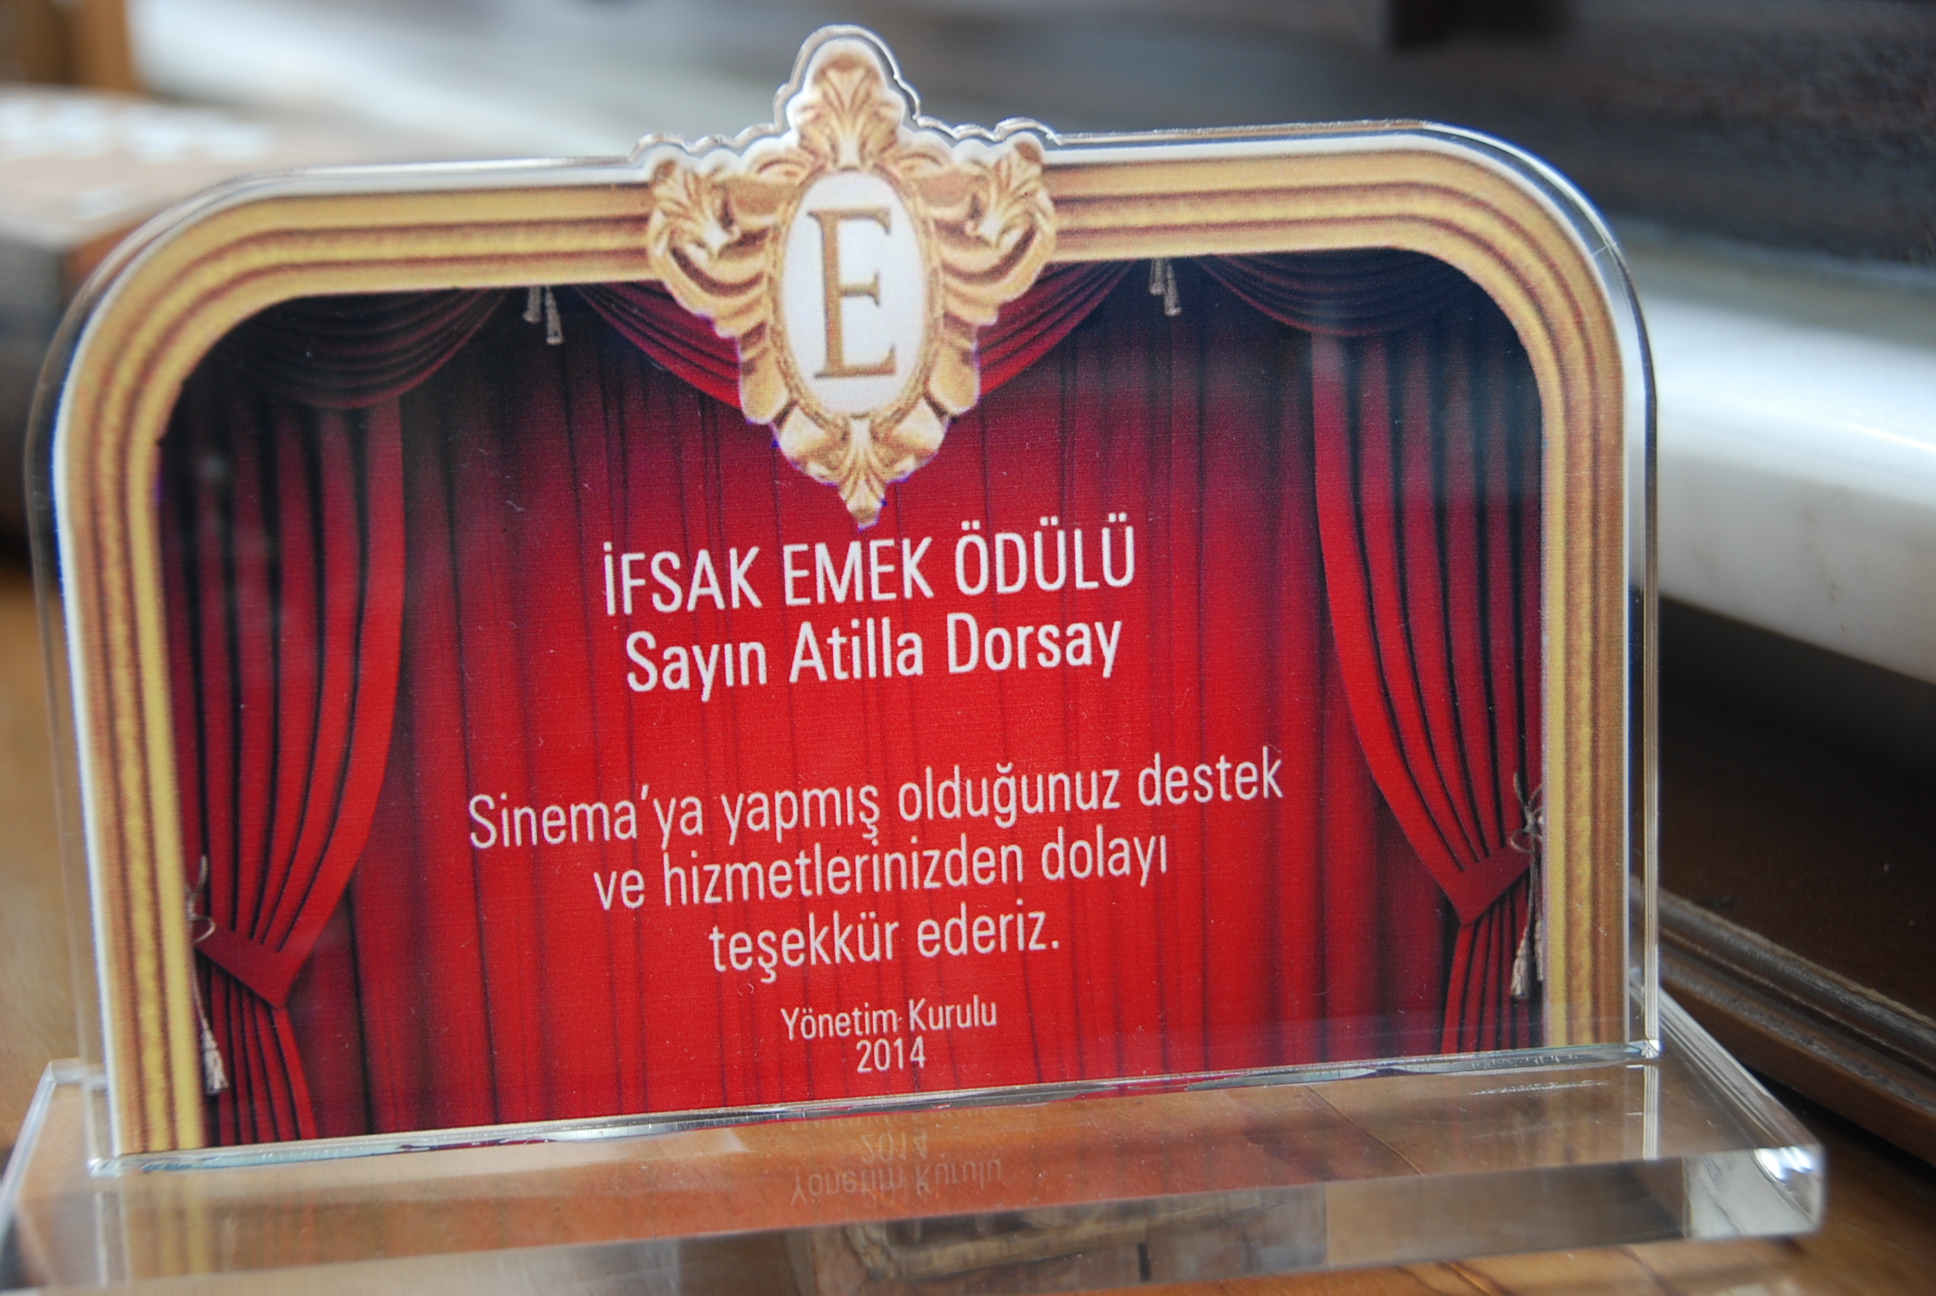 E
İFSAK EMEK ÖDÜLÜ
Sayın Atilla Dorsay
Sinema'ya yapmış olduğunuz destek
ve hizmetlerinizden dolayı
teşekkür ederiz.
Yönetim Kurulu
2014